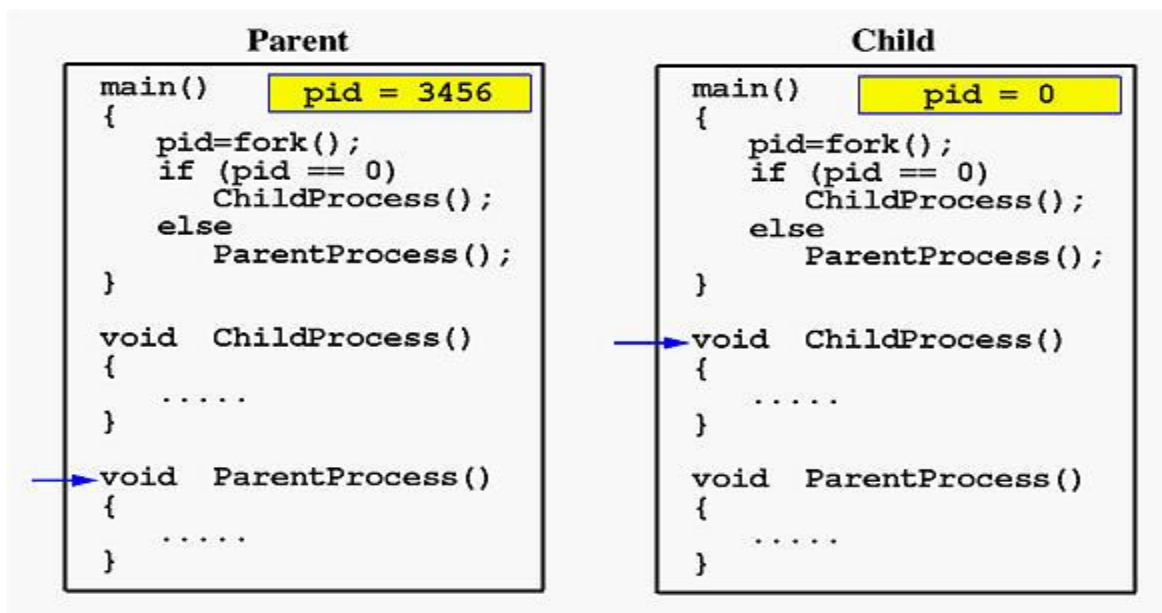 Parent
main()
pid = 3456
{
pid=fork();
if (pid == 0)
ChildProcess();
else
ParentProcess();
}
void ChildProcess()
{
.....
}
void ParentProcess()
{
.....
}
Child
main()
pid = 0
{
pid=fork();
if (pid == 0)
ChildProcess();
else
ParentProcess();
}
void ChildProcess()
{
.....
}
void ParentProcess()
{
.....
}